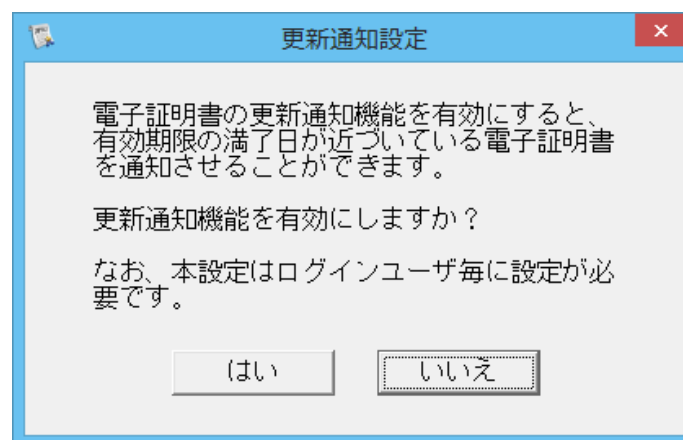 更新通知設定
電子証明書の更新通知機能を有効にすると、
有効期限の満了日が近づいている電子証明書
を通知させることができます。
更新通知機能を有効にしますか？
なお、本設定はログインユーザ毎に設定が必
要です。
はい
いいえ